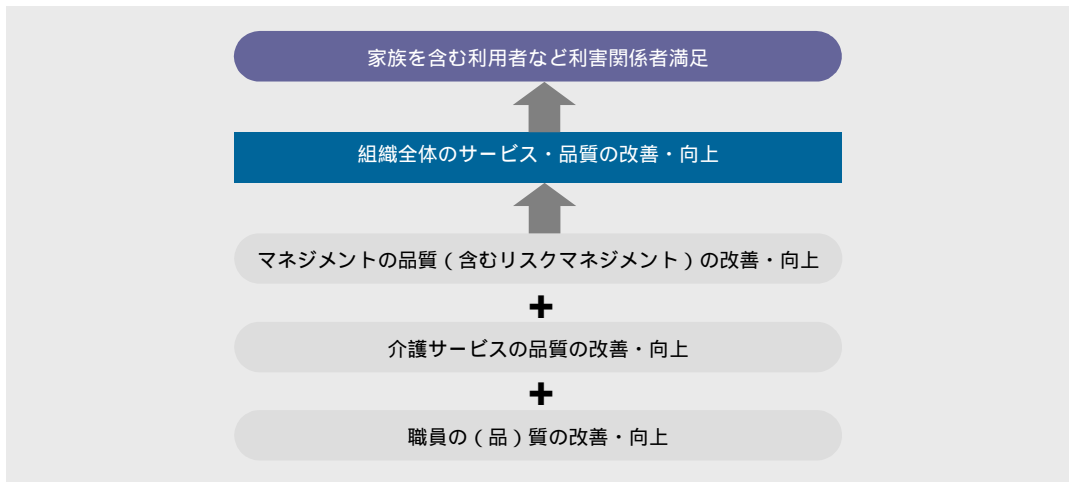 家族を含む利用者など利害関係者満足
組織全体のサービス・品質の改善・向上
マネジメントの品質（含むリスクマネジメント）の改善・向上
+
介護サービスの品質の改善・向上
+
職員の（品）質の改善・向上